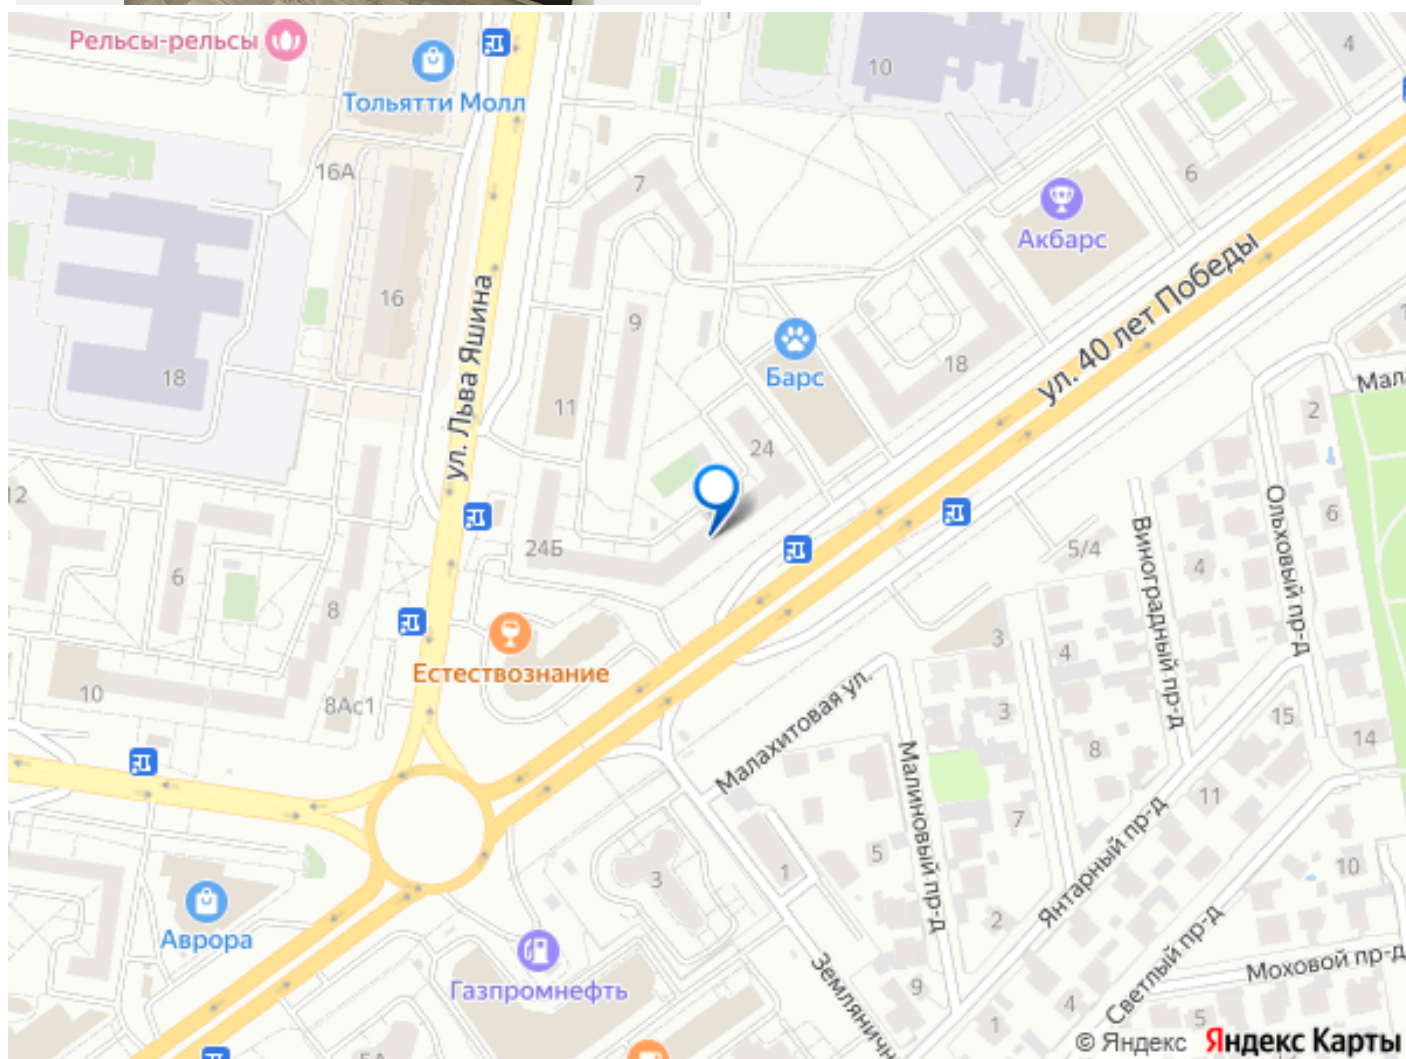 Рельсы-рельсы
Тольятти Молл
10
4
16А
7
6
Акбарс
ул. Льва Яшина
16
9
ул. 40 лет Победы
18
Барс
18
11
2
24
12
24Б
6
8
5/4
4
Виноградный пр-д
Ольховый пр-д
6
Естествознание
3
4
10
8Ас1
Малахитовая ул.
3
8
15
14
Малиновый пр-д
11
7
5
3
1
10
Янтарный пр-д
2
Аврора
Светлый пр-д
Газпромнефть
9
Моховой пр-д
4
1
5
5А
© Яндекс
Яндекс Карты